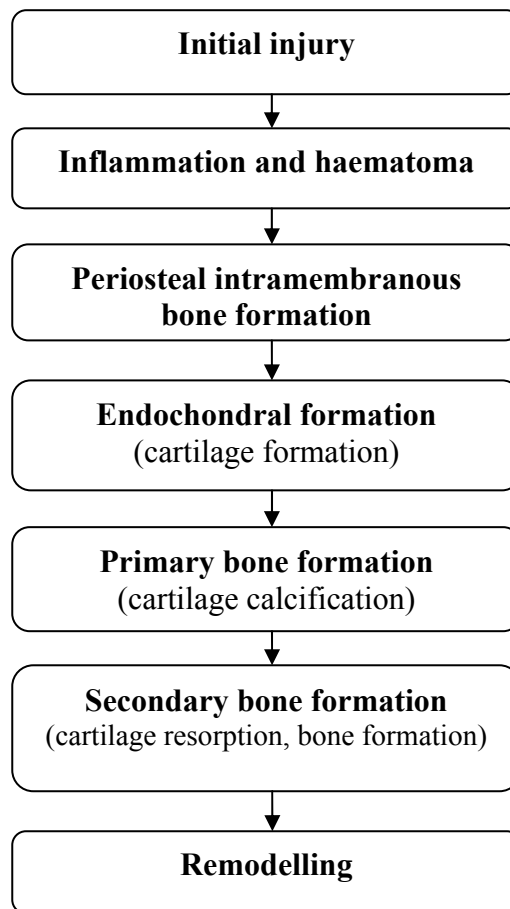 Initial injury
Inflammation and haematoma
Periosteal intramembranous
bone formation
Endochondral formation
(cartilage formation)
Primary bone formation
(cartilage calcification)
Secondary bone formation
(cartilage resorption, bone formation)
Remodelling